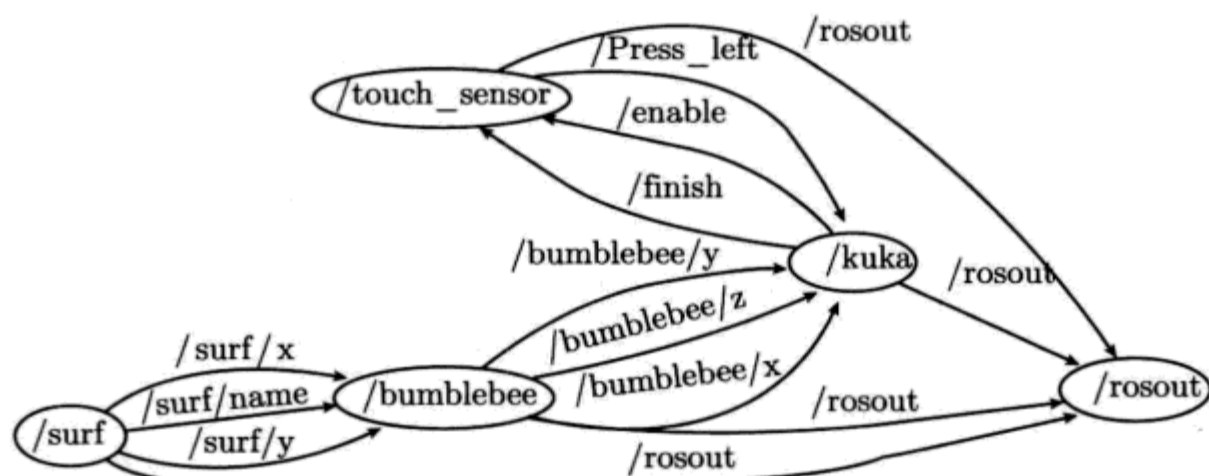 /rosout
/Press_left
/touch_sensor
/enable
/finish
/bumblebee/y
/kuka
/rosout
/bumblebee/z
/surf/x
/bumblebee/x
/bumblebee
/surf/name
/rosout
/rosout
/surf
/surf/y
/rosout